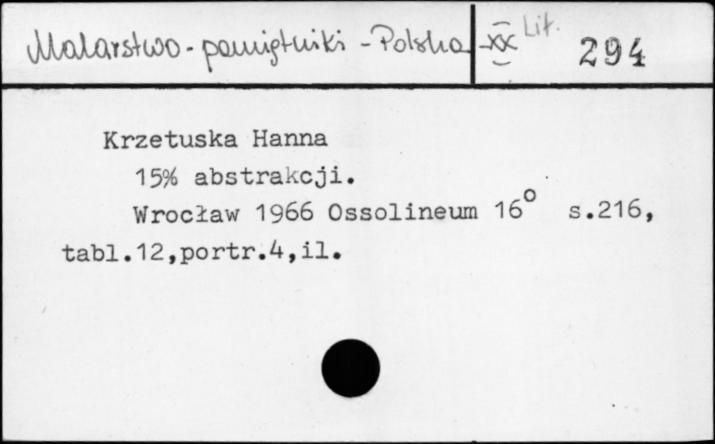 Malarstwo - pamiętniki - Polska XX Lit. 294
Krzetuska Hanna
15% abstrakcji.
Wrocław 1966 Ossolineum 16° s.216,
tabl.12,portr.4,il.